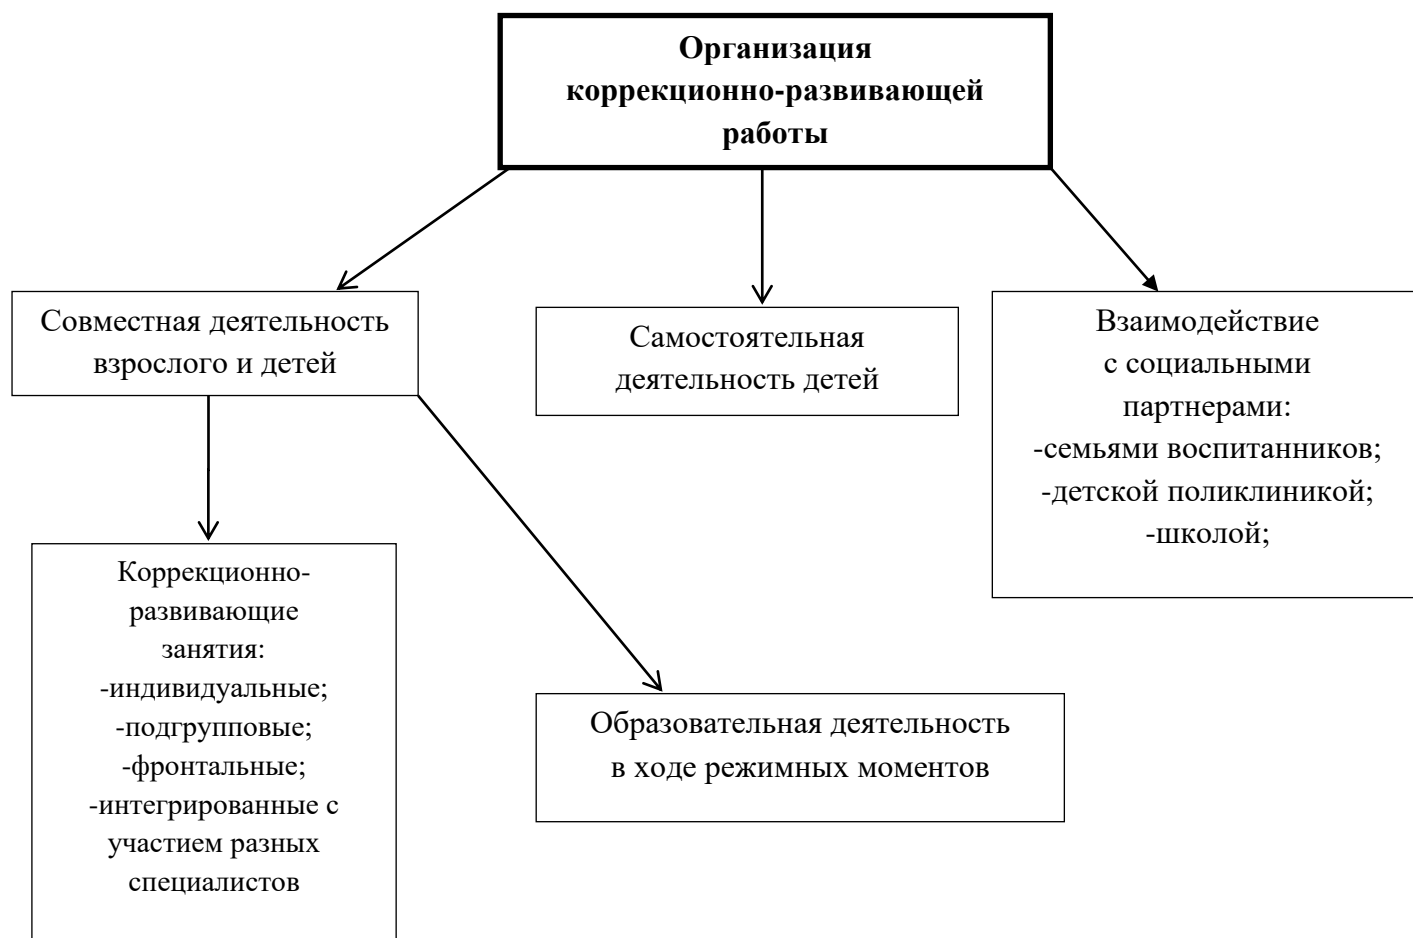 Организация
коррекционно-развивающей
работы
Совместная деятельность
взрослого и детей
Самостоятельная
деятельность детей
Взаимодействие
с социальными
партнерами:
-семьями воспитанников;
-детской поликлиникой;
-школой;
Коррекционно-
развивающие
занятия:
-индивидуальные;
-подгрупповые;
-фронтальные;
-интегрированные с
участием разных
специалистов
Образовательная деятельность
в ходе режимных моментов